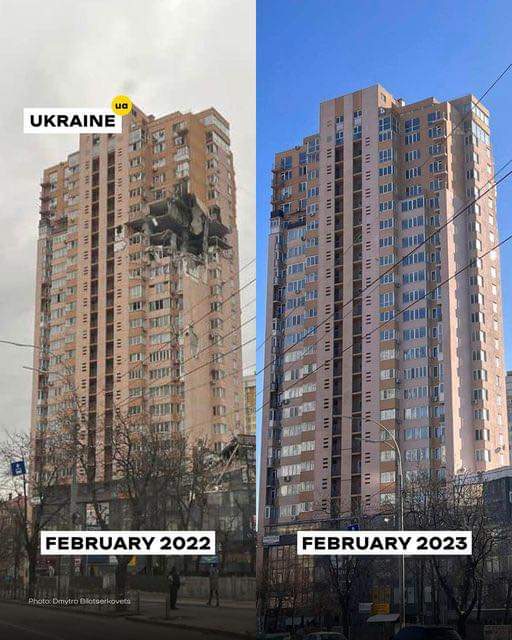 ua
UKRAINE
FEBRUARY 2022
FEBRUARY 2023
Photo: Dmytro Bilotserkovets